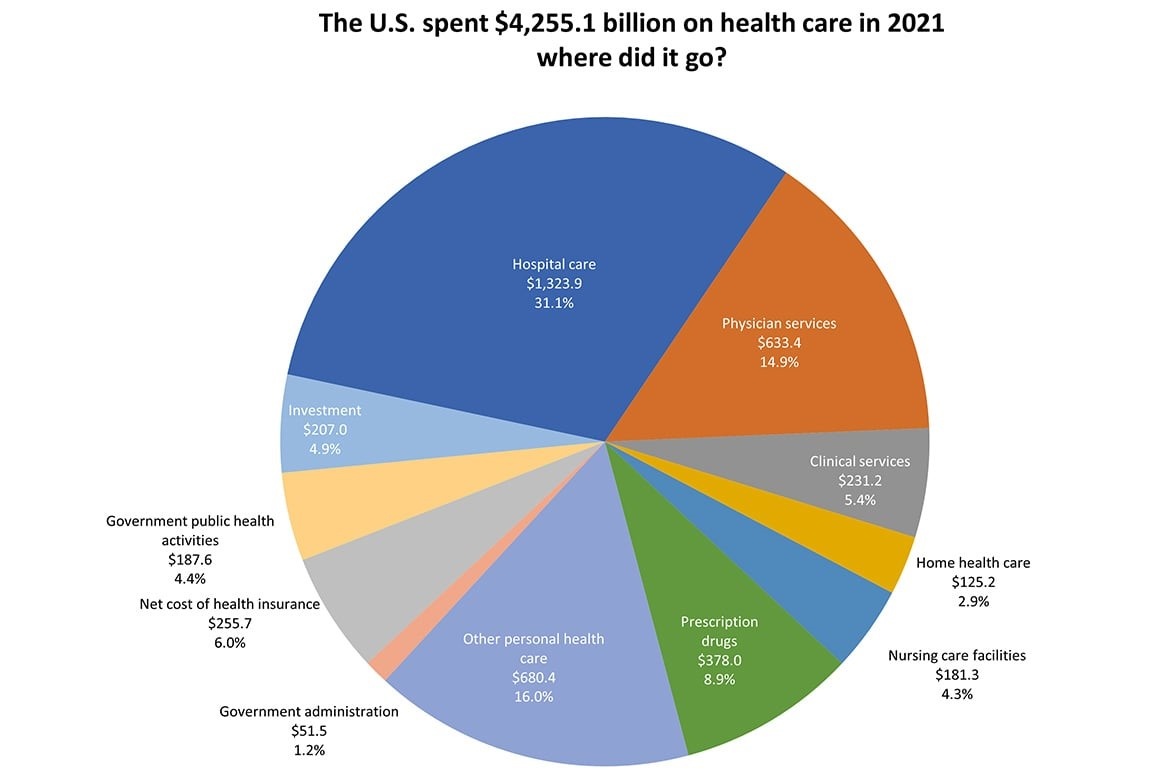 The U.S. spent $4,255.1 billion on health care in 2021
where did it go?
Hospital care
$1,323.9
31.1%
Physician services
$633.4
14.9%
Clinical services
$231.2
5.4%
Home health care
$125.2
2.9%
Nursing care facilities
$181.3
4.3%
Prescription
drugs
$378.0
8.9%
Other personal health
care
$680.4
16.0%
Government administration
$51.5
1.2%
Net cost of health insurance
$255.7
6.0%
Government public health
activities
$187.6
4.4%
Investment
$207.0
4.9%